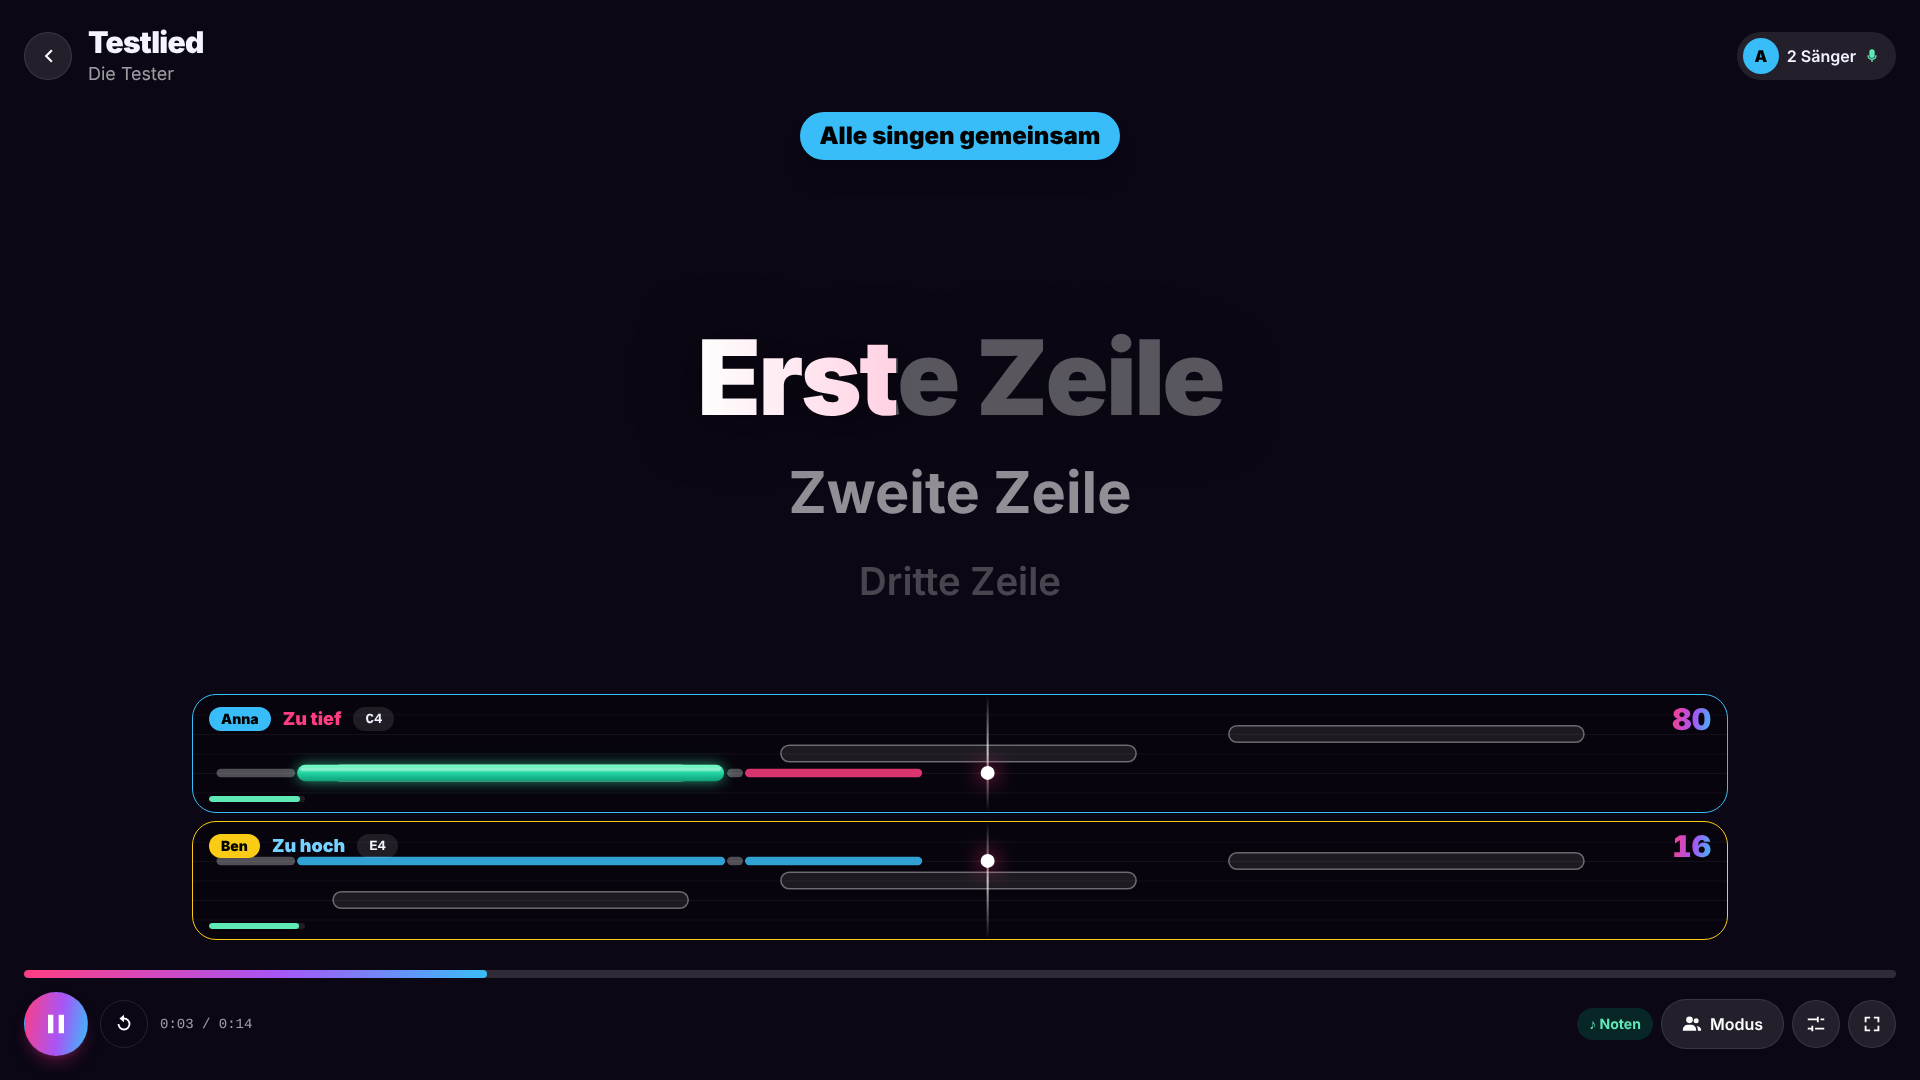 Testlied
Die Tester
A 2 Sänger
Alle singen gemeinsam
Erste Zeile
Zweite Zeile
Dritte Zeile
Anna Zu tief C4 80
Ben Zu hoch E4 16
0:03 / 0:14
♪ Noten Modus